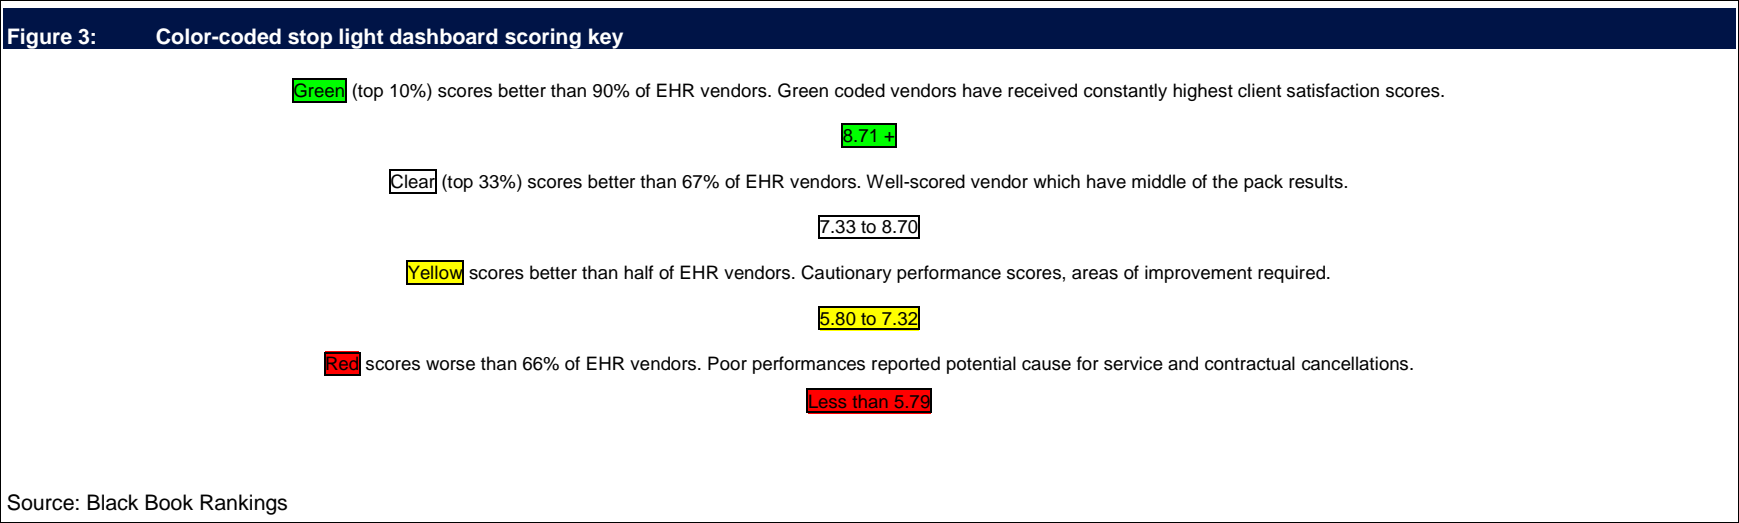 Figure 3: Color-coded stop light dashboard scoring key
Green (top 10%) scores better than 90% of EHR vendors. Green coded vendors have received constantly highest client satisfaction scores.
8.71 +
Clear (top 33%) scores better than 67% of EHR vendors. Well-scored vendor which have middle of the pack results.
7.33 to 8.70
Yellow scores better than half of EHR vendors. Cautionary performance scores, areas of improvement required.
5.80 to 7.32
Red scores worse than 66% of EHR vendors. Poor performances reported potential cause for service and contractual cancellations.
Less than 5.79
Source: Black Book Rankings